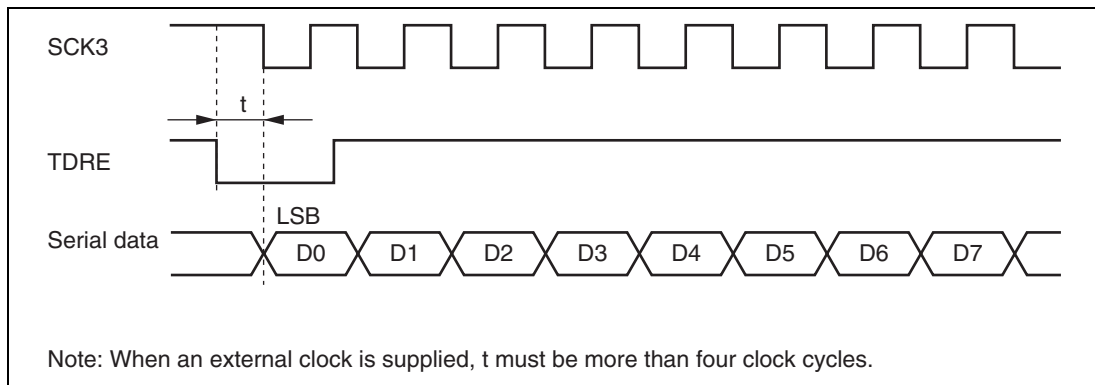 SCK3
t
TDRE
LSB
Serial data D0 D1 D2 D3 D4 D5 D6 D7
Note: When an external clock is supplied, t must be more than four clock cycles.